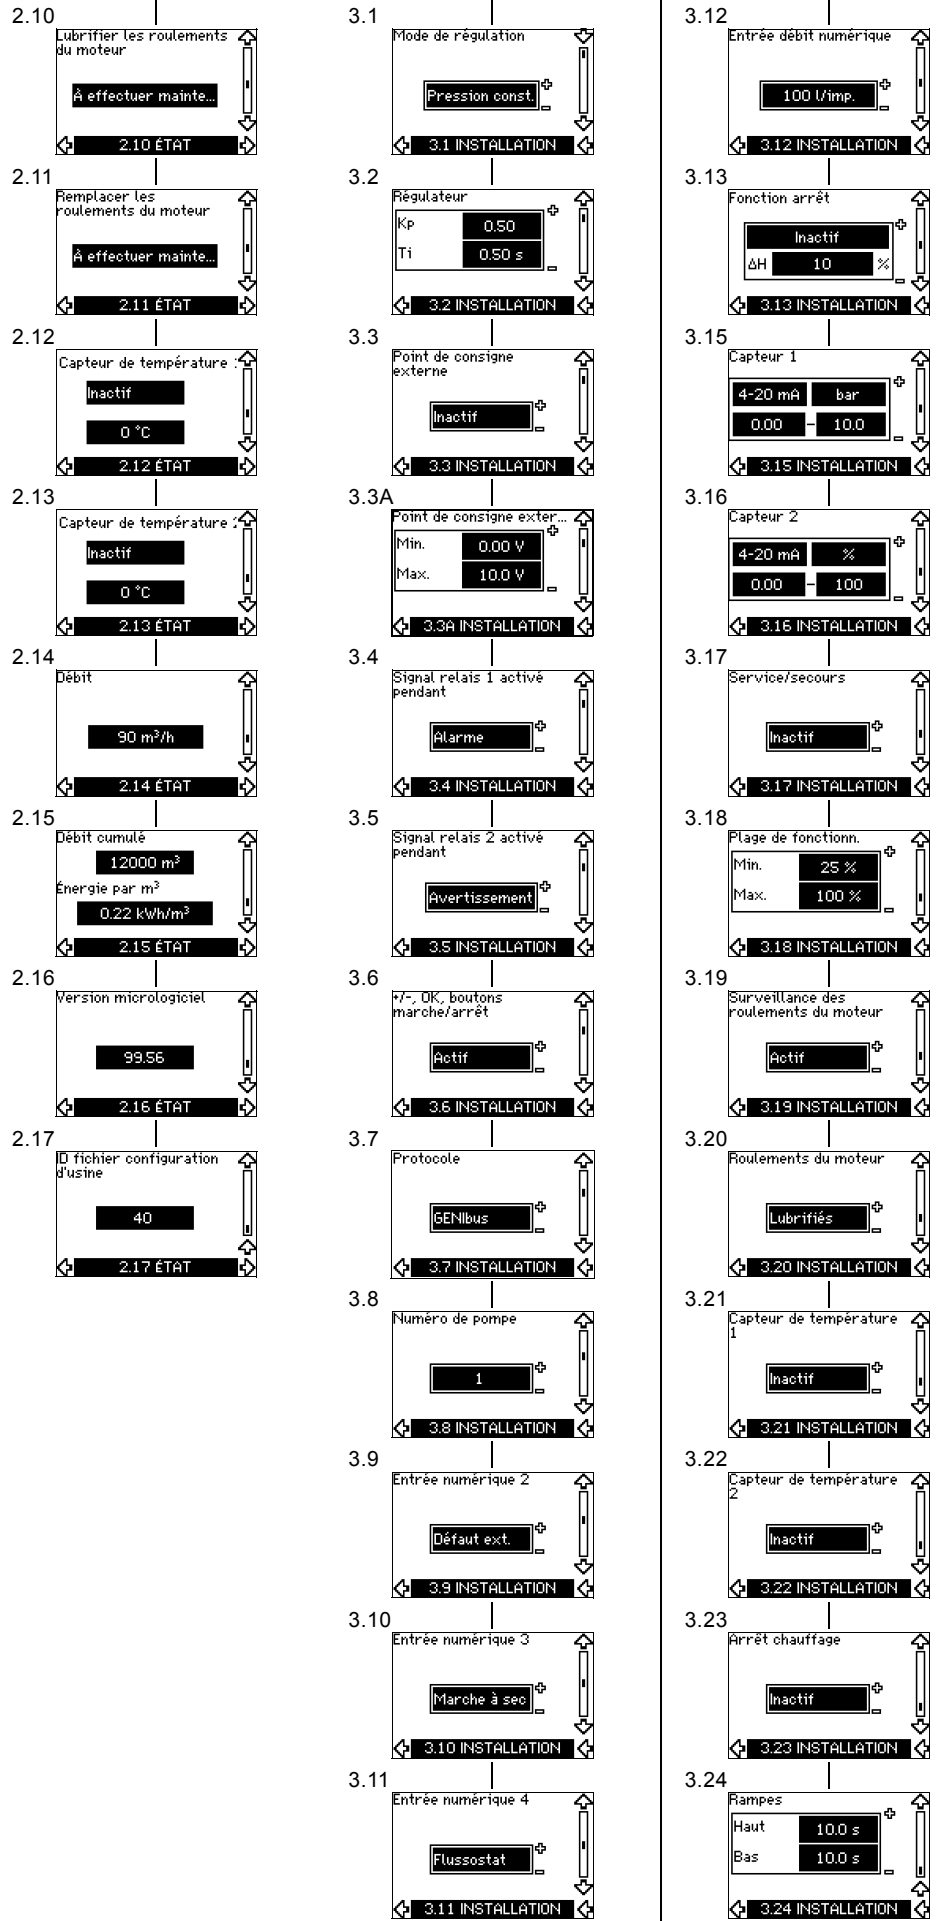 2.10
Lubrifier les roulements
du moteur
À effectuer mainte...
2.10 ÉTAT
2.11
Remplacer les
roulements du moteur
À effectuer mainte...
2.11 ÉTAT
2.12
Capteur de température 1
Inactif
0 °C
2.12 ÉTAT
2.13
Capteur de température 2
Inactif
0 °C
2.13 ÉTAT
2.14
Débit
90 m³/h
2.14 ÉTAT
2.15
Débit cumulé
12000 m³
Énergie par m³
0.22 kWh/m³
2.15 ÉTAT
2.16
Version micrologiciel
99.56
2.16 ÉTAT
2.17
ID fichier configuration
d'usine
40
2.17 ÉTAT
3.1
Mode de régulation
Pression const.
3.1 INSTALLATION
3.2
Régulateur
Kp 0.50
Ti 0.50 s
3.2 INSTALLATION
3.3
Point de consigne
externe
Inactif
3.3 INSTALLATION
3.3A
Point de consigne exter...
Min. 0.00 V
Max. 10.0 V
3.3A INSTALLATION
3.4
Signal relais 1 activé
pendant
Alarme
3.4 INSTALLATION
3.5
Signal relais 2 activé
pendant
Avertissement
3.5 INSTALLATION
3.6
+/-, OK, boutons
marche/arrêt
Actif
3.6 INSTALLATION
3.7
Protocole
GENIbus
3.7 INSTALLATION
3.8
Numéro de pompe
1
3.8 INSTALLATION
3.9
Entrée numérique 2
Défaut ext.
3.9 INSTALLATION
3.10
Entrée numérique 3
Marche à sec
3.10 INSTALLATION
3.11
Entrée numérique 4
Flussostat
3.11 INSTALLATION
3.12
Entrée débit numérique
100 l/imp.
3.12 INSTALLATION
3.13
Fonction arrêt
Inactif
ΔH 10 %
3.13 INSTALLATION
3.15
Capteur 1
4-20 mA bar
0.00 - 10.0
3.15 INSTALLATION
3.16
Capteur 2
4-20 mA %
0.00 - 100
3.16 INSTALLATION
3.17
Service/secours
Inactif
3.17 INSTALLATION
3.18
Plage de fonctionn.
Min. 25 %
Max. 100 %
3.18 INSTALLATION
3.19
Surveillance des
roulements du moteur
Actif
3.19 INSTALLATION
3.20
Roulements du moteur
Lubrifiés
3.20 INSTALLATION
3.21
Capteur de température
1
Inactif
3.21 INSTALLATION
3.22
Capteur de température
2
Inactif
3.22 INSTALLATION
3.23
Arrêt chauffage
Inactif
3.23 INSTALLATION
3.24
Rampes
Haut 10.0 s
Bas 10.0 s
3.24 INSTALLATION